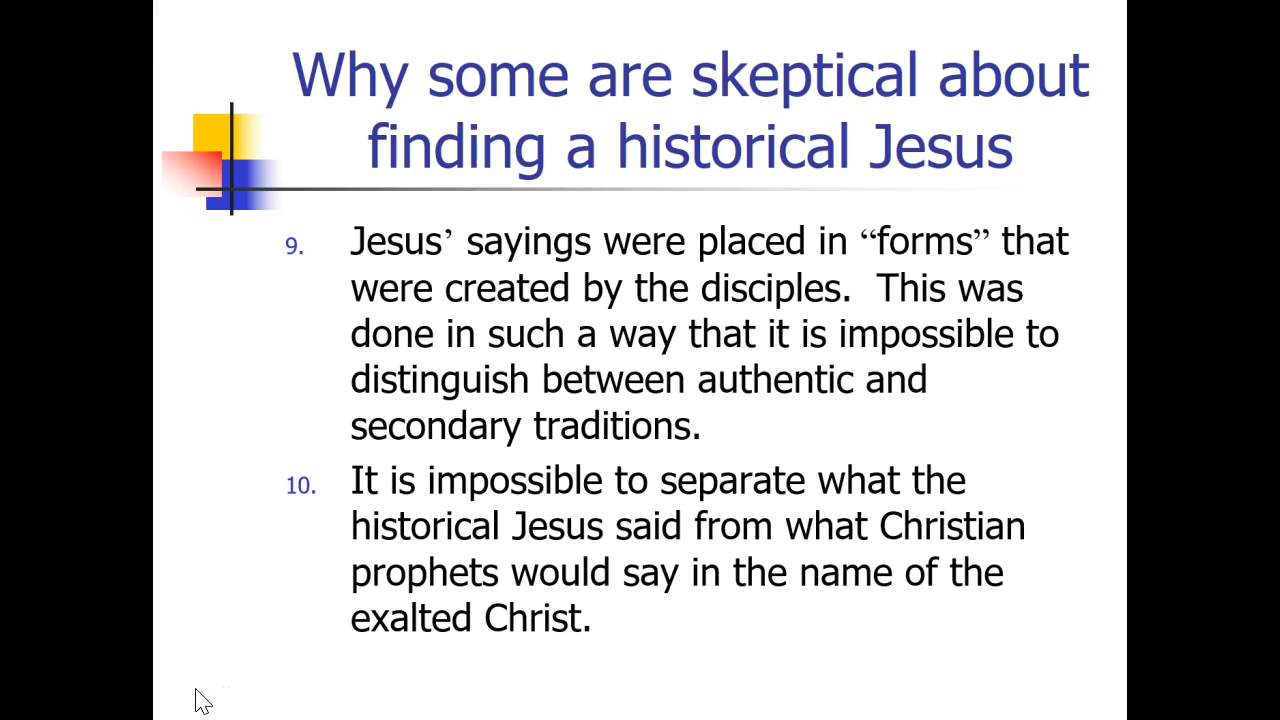 Why some are skeptical about
finding a historical Jesus
9. Jesus’ sayings were placed in “forms” that
were created by the disciples.  This was
done in such a way that it is impossible to
distinguish between authentic and
secondary traditions.
10. It is impossible to separate what the
historical Jesus said from what Christian
prophets would say in the name of the
exalted Christ.